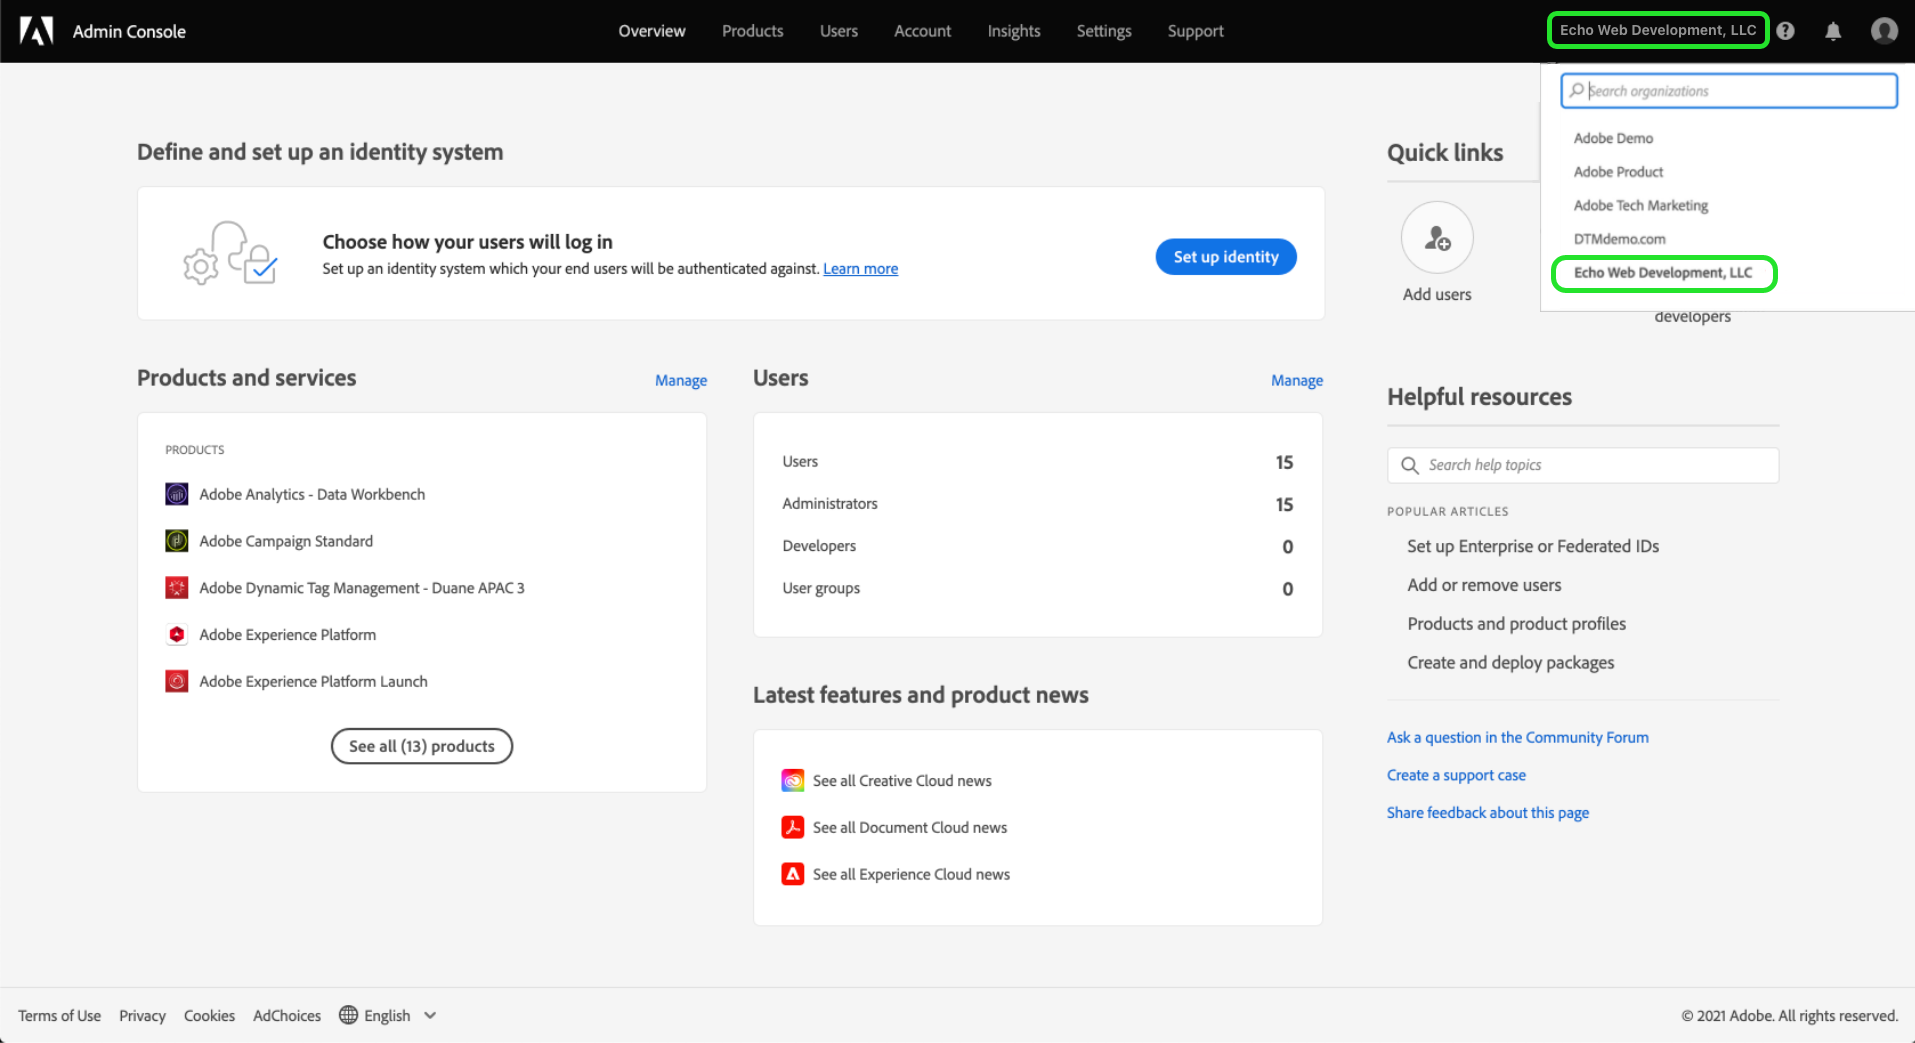 Admin Console
Overview
Products
Users
Account
Insights
Settings
Support
Echo Web Development, LLC
Search organizations
Adobe Demo
Adobe Product
Adobe Tech Marketing
DTMdemo.com
Echo Web Development, LLC
Define and set up an identity system
Choose how your users will log in
Set up an identity system which your end users will be authenticated against. Learn more
Set up identity
Quick links
Add users
developers
Products and services
Manage
PRODUCTS
Adobe Analytics - Data Workbench
Adobe Campaign Standard
Adobe Dynamic Tag Management - Duane APAC 3
Adobe Experience Platform
Adobe Experience Platform Launch
See all (13) products
Users
Manage
Users 15
Administrators 15
Developers 0
User groups 0
Latest features and product news
See all Creative Cloud news
See all Document Cloud news
See all Experience Cloud news
Helpful resources
Search help topics
POPULAR ARTICLES
Set up Enterprise or Federated IDs
Add or remove users
Products and product profiles
Create and deploy packages
Ask a question in the Community Forum
Create a support case
Share feedback about this page
Terms of Use
Privacy
Cookies
AdChoices
English
© 2021 Adobe. All rights reserved.